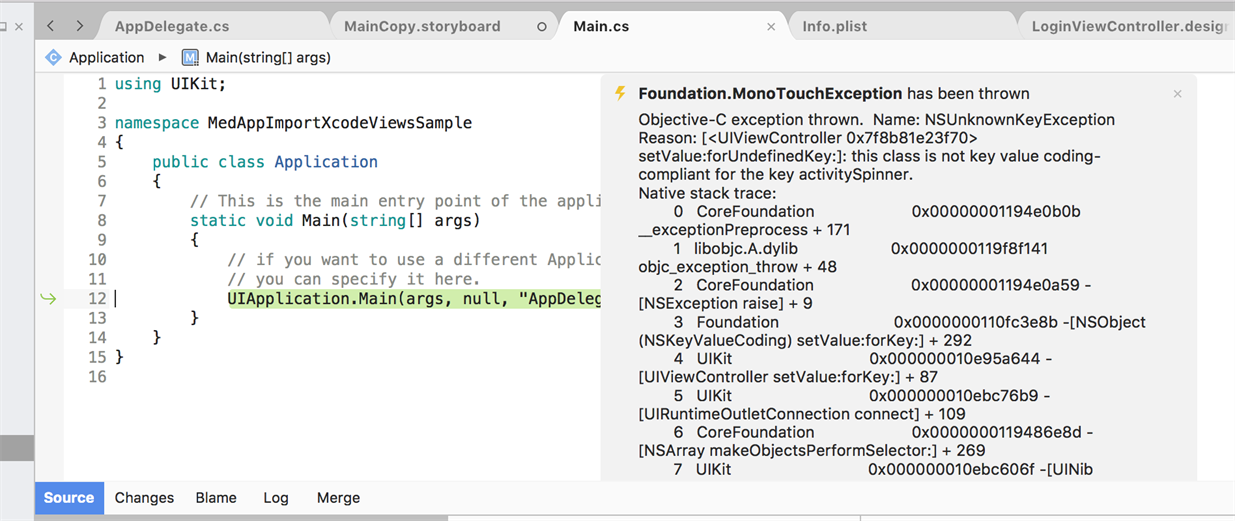 AppDelegate.cs
MainCopy.storyboard
Main.cs
Info.plist
LoginViewController.design
Application ▸ M Main(string[] args)
1 using UIKit;
2
3 namespace MedAppImportXcodeViewsSample
4 {
5 public class Application
6 {
7 // This is the main entry point of the appli
8 static void Main(string[] args)
9 {
10 // if you want to use a different Applic
11 // you can specify it here.
12 UIApplication.Main(args, null, "AppDeleg
13 }
14 }
15 }
16
Foundation.MonoTouchException has been thrown
Objective-C exception thrown. Name: NSUnknownKeyException
Reason: [<UIViewController 0x7f8b81e23f70>
setValue:forUndefinedKey:]: this class is not key value coding-
compliant for the key activitySpinner.
Native stack trace:
0 CoreFoundation 0x00000001194e0b0b
__exceptionPreprocess + 171
1 libobjc.A.dylib 0x0000000119f8f141
objc_exception_throw + 48
2 CoreFoundation 0x00000001194e0a59 -
[NSException raise] + 9
3 Foundation 0x0000000110fc3e8b -[NSObject
(NSKeyValueCoding) setValue:forKey:] + 292
4 UIKit 0x000000010e95a644 -
[UIViewController setValue:forKey:] + 87
5 UIKit 0x000000010ebc76b9 -
[UIRuntimeOutletConnection connect] + 109
6 CoreFoundation 0x0000000119486e8d -
[NSArray makeObjectsPerformSelector:] + 269
7 UIKit 0x000000010ebc606f -[UINib
Source Changes Blame Log Merge